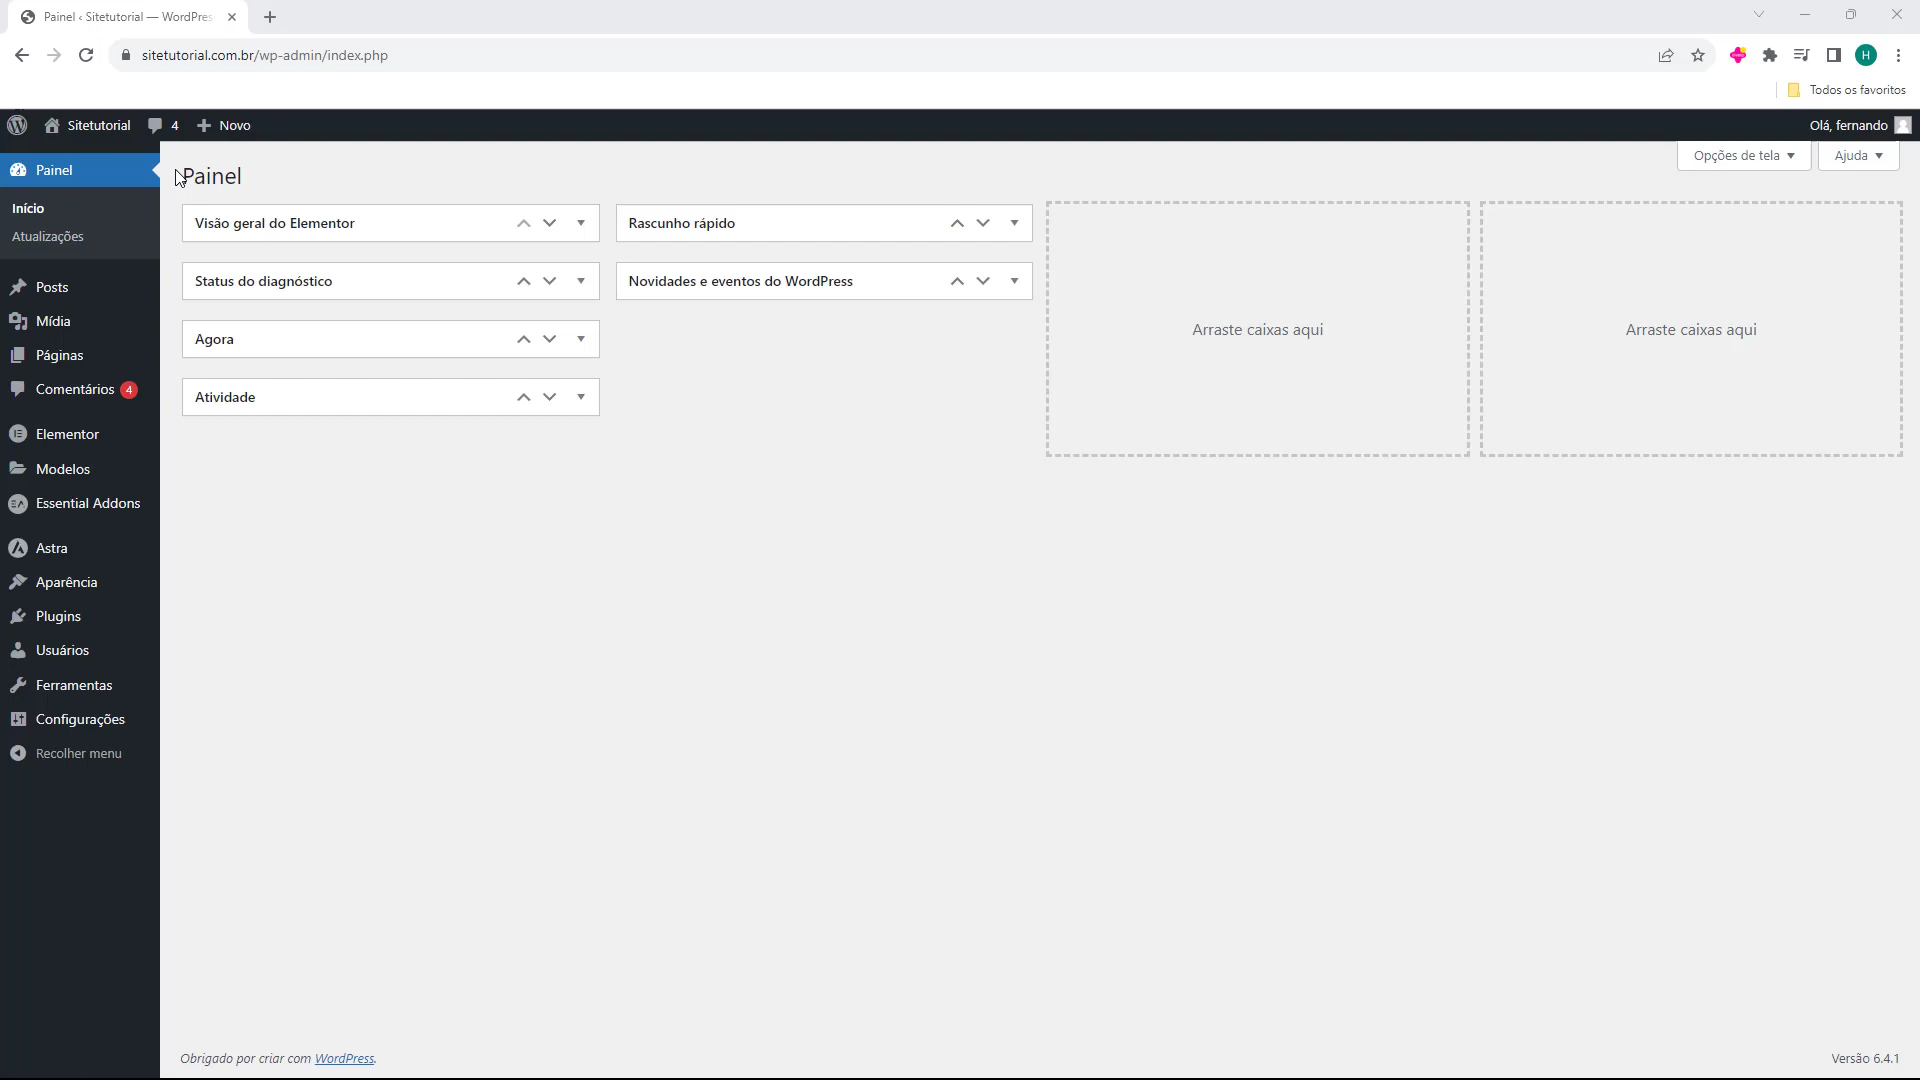 Painel ‹ Sitetutorial — WordPres
sitetutorial.com.br/wp-admin/index.php
H
Todos os favoritos
Sitetutorial
4
Novo
Olá, fernando
Painel
Início
Atualizações
Posts
Mídia
Páginas
Comentários 4
Elementor
Modelos
Essential Addons
Astra
Aparência
Plugins
Usuários
Ferramentas
Configurações
Recolher menu
Painel
Opções de tela
Ajuda
Visão geral do Elementor
Status do diagnóstico
Agora
Atividade
Rascunho rápido
Novidades e eventos do WordPress
Arraste caixas aqui
Arraste caixas aqui
Obrigado por criar com WordPress.
Versão 6.4.1